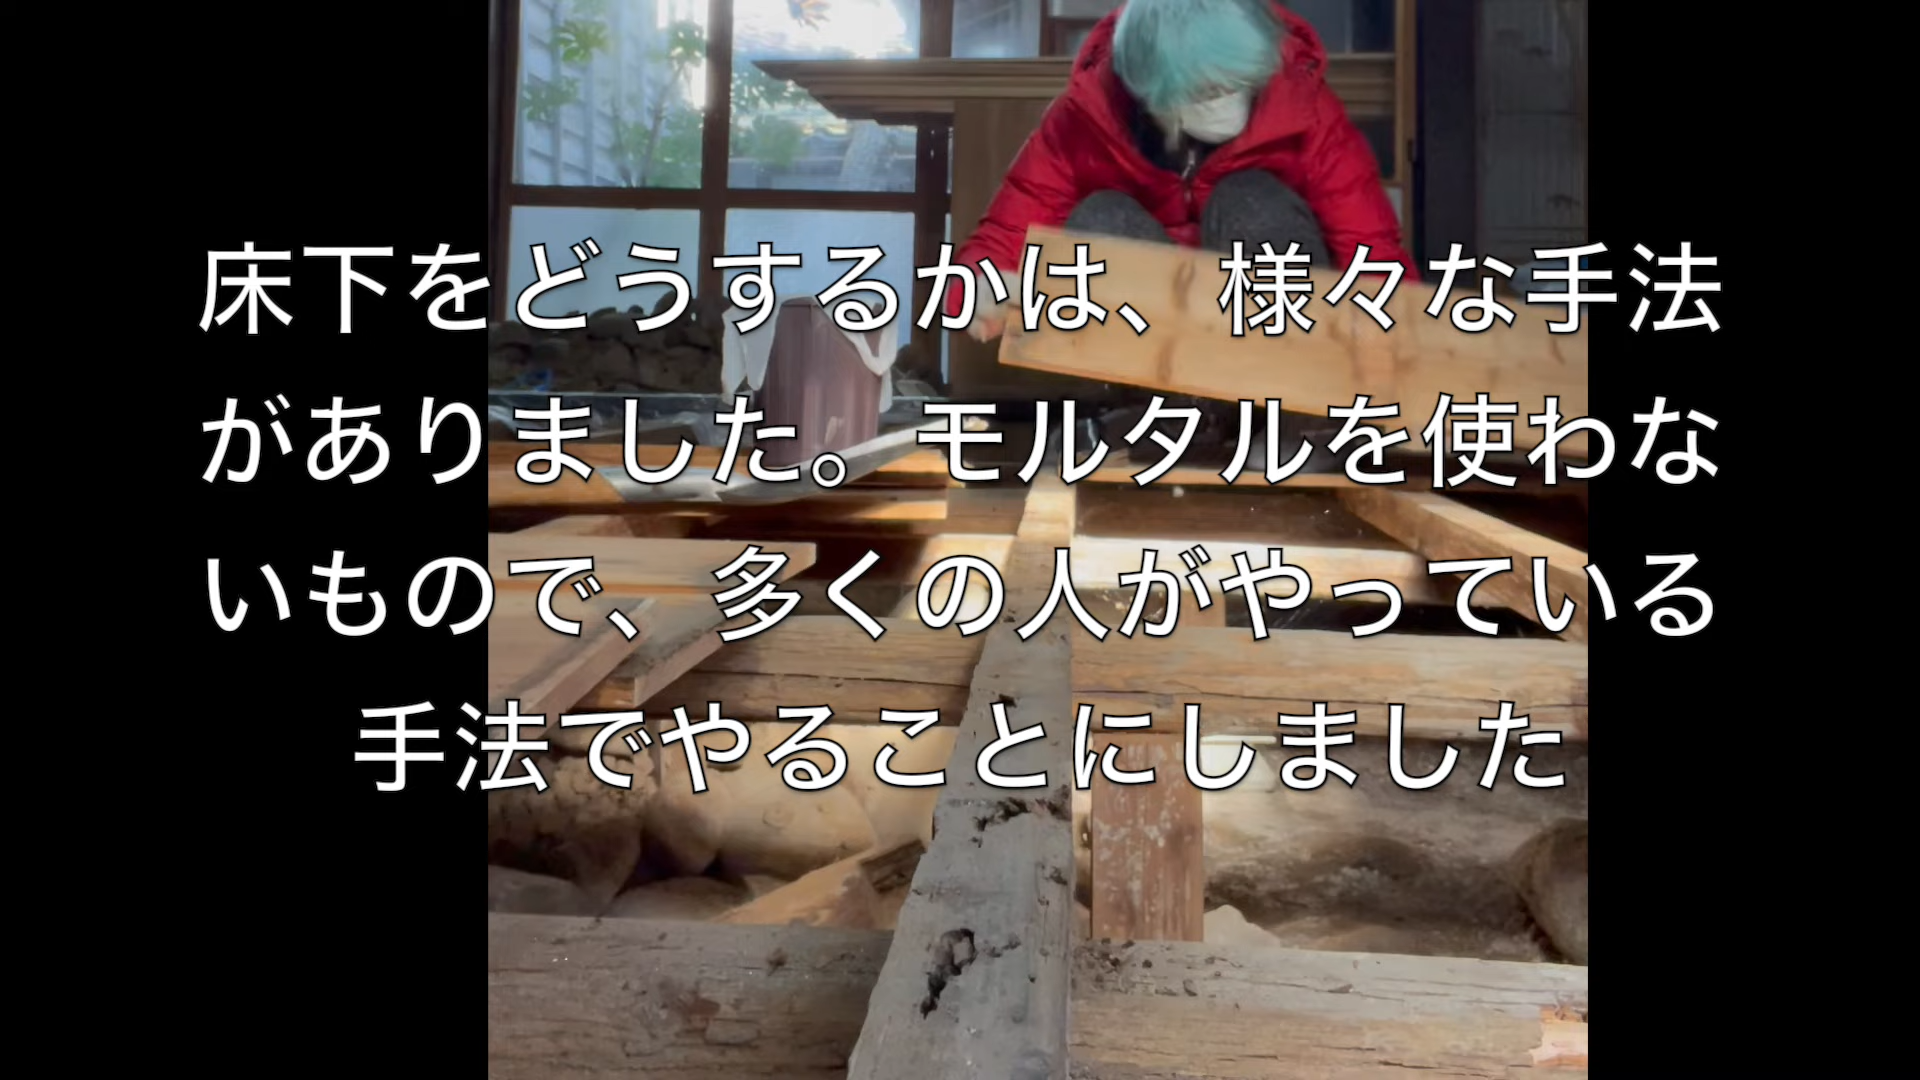 床下をどうするかは、様々な手法
がありました。モルタルを使わな
いもので、多くの人がやっている
手法でやることにしました